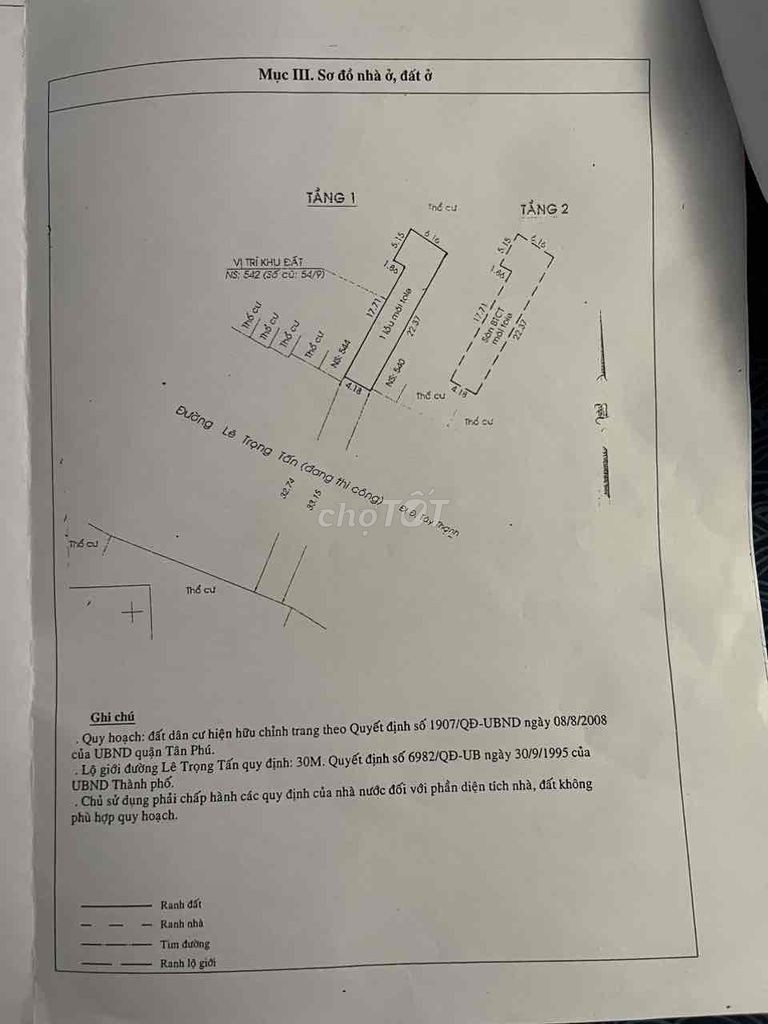 Mục III. Sơ đồ nhà ở, đất ở
TẦNG 1
TẦNG 2
Thổ cư
5.15
6.16
1.86
17.71
1 lầu mái tole
22.37
4.18
VỊ TRÍ KHU ĐẤT
NS: 542 (Số cũ: 54/9)
Thổ cư
Thổ cư
Thổ cư
Thổ cư
NS: 544
NS: 540
Thổ cư
5.15
6.16
1.86
17.71
Sàn BTCT
mái tole
22.37
4.18
Thổ cư
Đường Lê Trọng Tấn (đang thi công)
Đi Tây Thạnh
32.74
33.15
chợTỐT
Thổ cư
Thổ cư
Ghi chú
. Quy hoạch: đất dân cư hiện hữu chỉnh trang theo Quyết định số 1907/QĐ-UBND ngày 08/8/2008
của UBND quận Tân Phú.
. Lộ giới đường Lê Trọng Tấn quy định: 30M. Quyết định số 6982/QĐ-UB ngày 30/9/1995 của
UBND Thành phố.
. Chủ sử dụng phải chấp hành các quy định của nhà nước đối với phần diện tích nhà, đất không
phù hợp quy hoạch.
Ranh đất
Ranh nhà
Tim đường
Ranh lộ giới